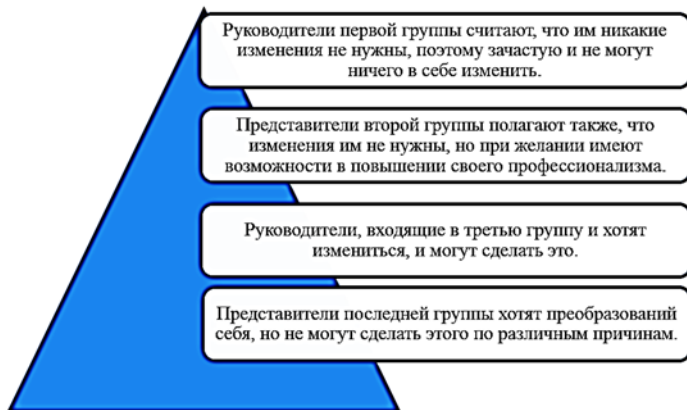 Руководители первой группы считают, что им никакие
изменения не нужны, поэтому зачастую и не могут
ничего в себе изменить.
Представители второй группы полагают также, что
изменения им не нужны, но при желании имеют
возможности в повышении своего профессионализма.
Руководители, входящие в третью группу и хотят
измениться, и могут сделать это.
Представители последней группы хотят преобразований
себя, но не могут сделать этого по различным причинам.